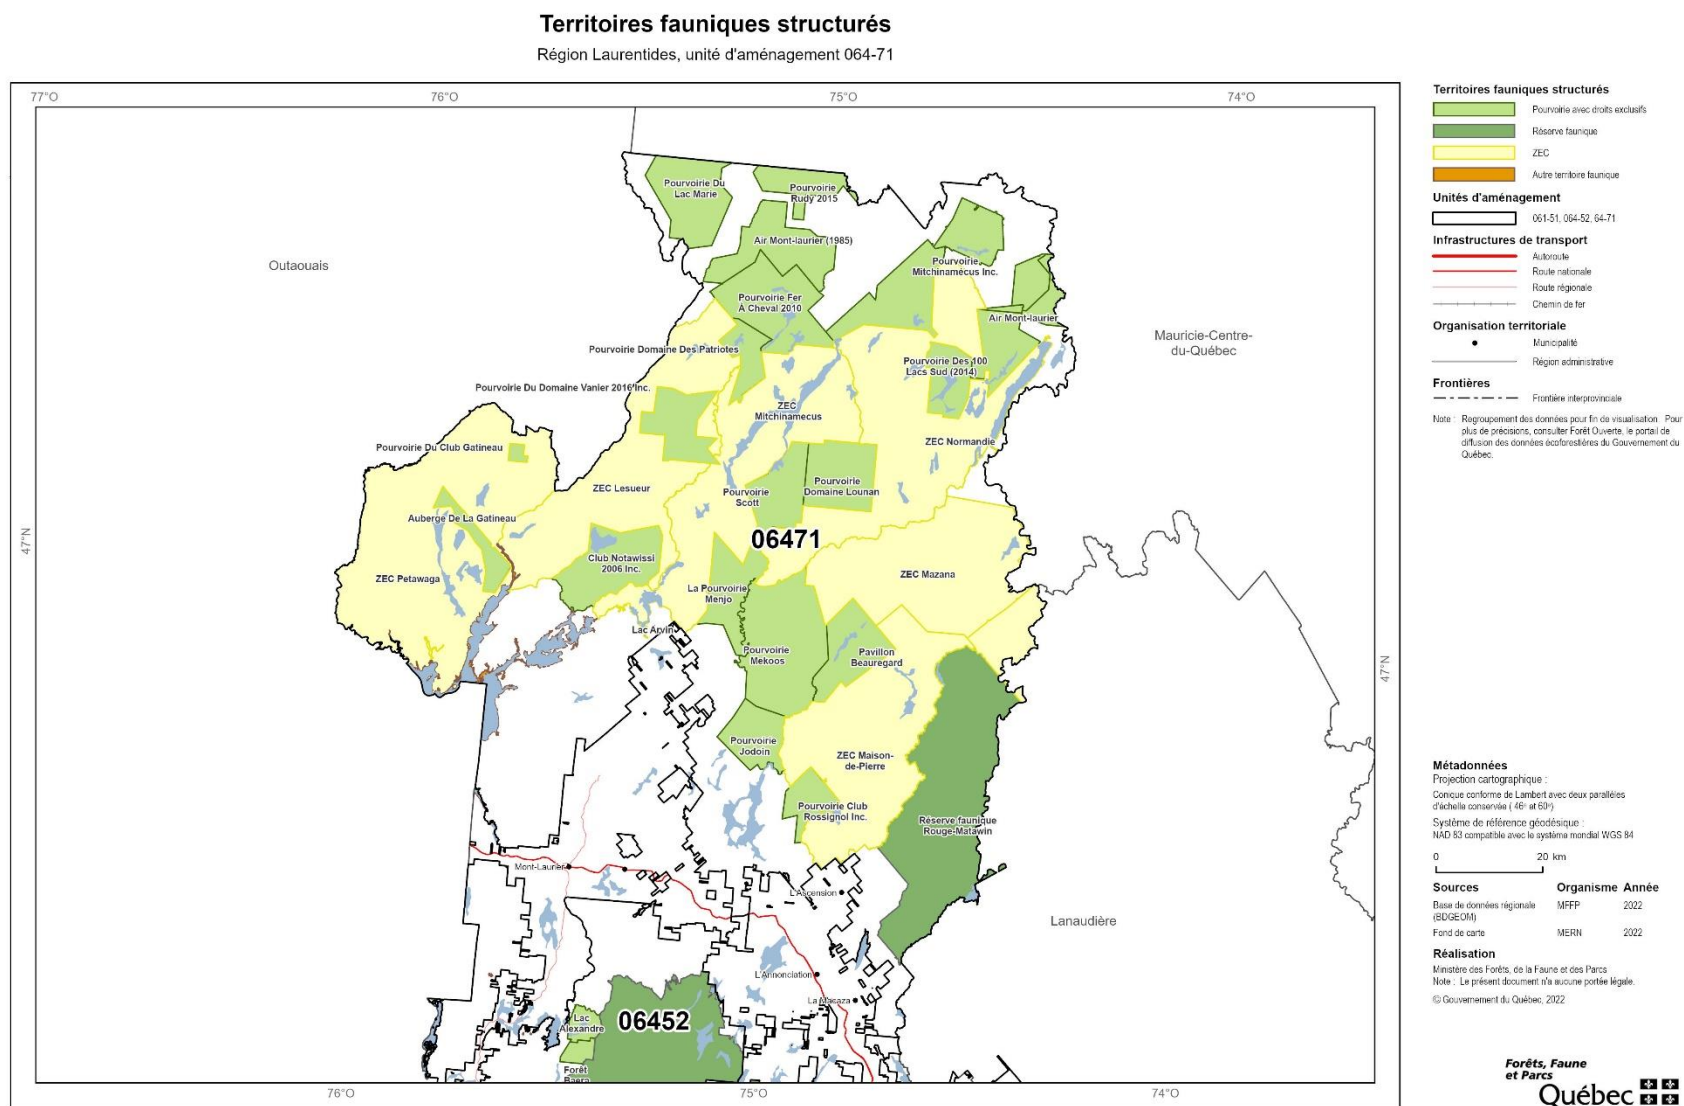 Territoires fauniques structurés
Région Laurentides, unité d'aménagement 064-71
77°O
76°O
75°O
74°O
47°N
47°N
76°O
75°O
74°O
Outaouais
Mauricie-Centre-
du-Québec
Lanaudière
Pourvoirie Du
Lac Marie
Pourvoirie
Rudy 2015
Air Mont-laurier (1985)
Pourvoirie
Mitchinamécus Inc.
Pourvoirie Fer
À Cheval 2010
Air Mont-laurier
Pourvoirie Domaine Des Patriotes
Pourvoirie Des 100
Lacs Sud (2014)
Pourvoirie Du Domaine Vanier 2016 Inc.
ZEC
Mitchinamecus
ZEC Normandie
Pourvoirie Du Club Gatineau
ZEC Lesueur
Pourvoirie
Scott
Pourvoirie
Domaine Lounan
Auberge De La Gatineau
06471
Club Notawissi
2006 Inc.
ZEC Petawaga
ZEC Mazana
La Pourvoirie
Menjo
Lac Arvin
Pourvoirie
Mekoos
Pavillon
Beauregard
Pourvoirie
Jodoin
ZEC Maison-
de-Pierre
Pourvoirie Club
Rossignol Inc.
Réserve faunique
Rouge-Matawin
Mont-Laurier
L'Ascension
L'Annonciation
La Macaza
Lac
Alexandre
06452
Forêt
Baera
Territoires fauniques structurés
Pourvoirie avec droits exclusifs
Réserve faunique
ZEC
Autre territoire faunique
Unités d'aménagement
061-51, 064-52, 64-71
Infrastructures de transport
Autoroute
Route nationale
Route régionale
Chemin de fer
Organisation territoriale
Municipalité
Région administrative
Frontières
Frontière interprovinciale
Note : Regroupement des données pour fin de visualisation. Pour
plus de précisions, consulter Forêt Ouverte, le portail de
diffusion des données écoforestières du Gouvernement du
Québec.
Métadonnées
Projection cartographique :
Conique conforme de Lambert avec deux parallèles
d'échelle conservée ( 46° et 60°)
Système de référence géodésique :
NAD 83 compatible avec le système mondial WGS 84
0 20 km
Sources Organisme Année
Base de données régionale MFFP 2022
(BDGEOM)
Fond de carte MERN 2022
Réalisation
Ministère des Forêts, de la Faune et des Parcs
Note : Le présent document n'a aucune portée légale.
© Gouvernement du Québec, 2022
Forêts, Faune
et Parcs
Québec